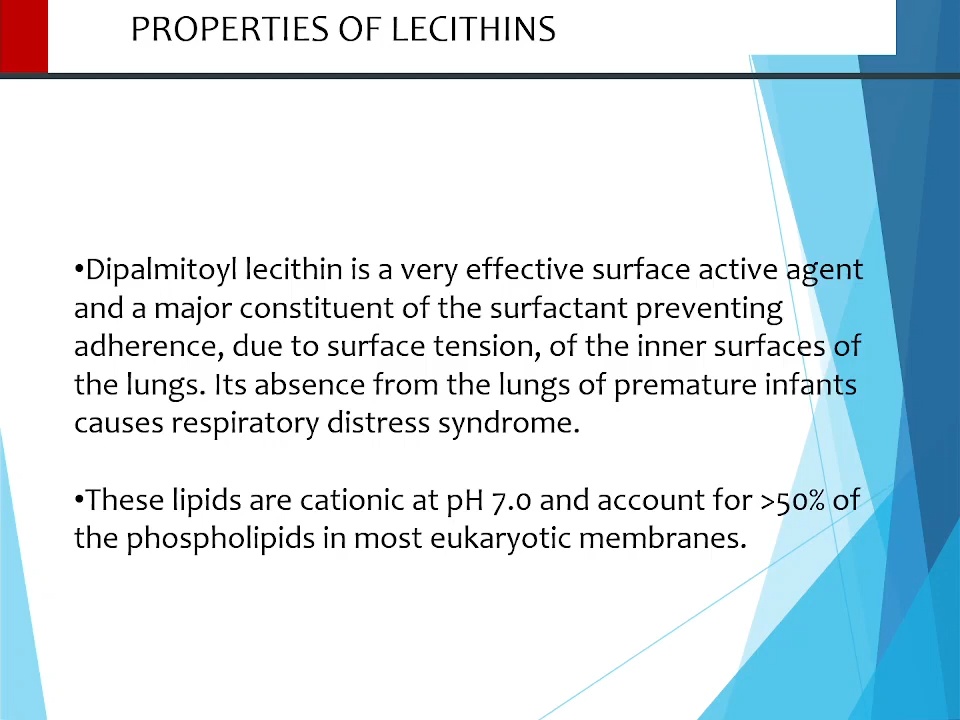 PROPERTIES OF LECITHINS
•Dipalmitoyl lecithin is a very effective surface active agent
and a major constituent of the surfactant preventing
adherence, due to surface tension, of the inner surfaces of
the lungs. Its absence from the lungs of premature infants
causes respiratory distress syndrome.
•These lipids are cationic at pH 7.0 and account for >50% of
the phospholipids in most eukaryotic membranes.